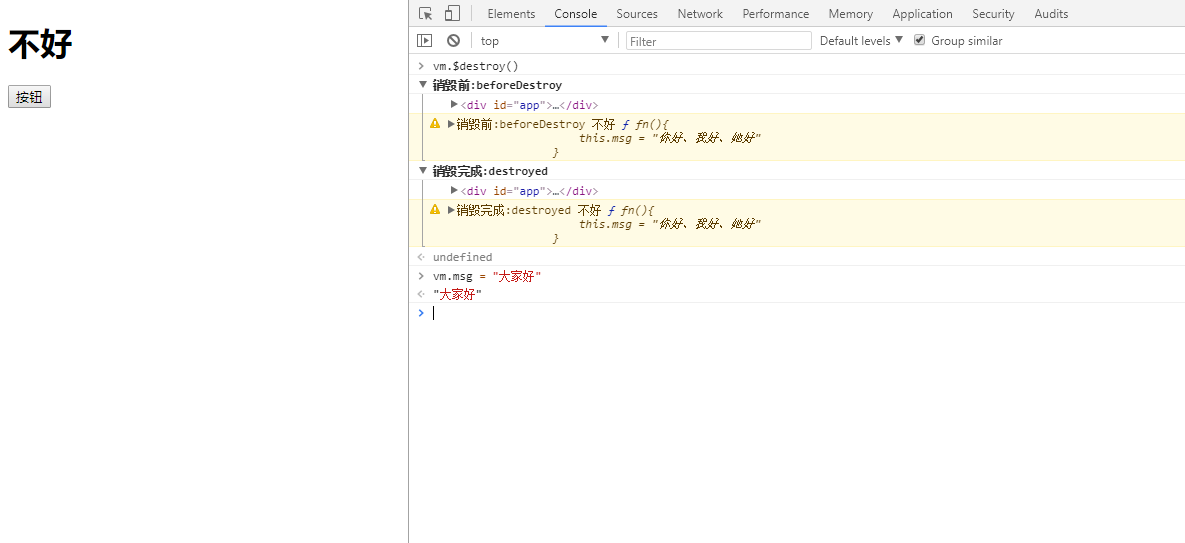 不好
按钮
Elements Console Sources Network Performance Memory Application Security Audits
top Filter Default levels Group similar
vm.$destroy()
销毁前:beforeDestroy
<div id="app">…</div>
销毁前:beforeDestroy 不好 ƒ fn(){
this.msg = "你好、我好、她好"
}
销毁完成:destroyed
<div id="app">…</div>
销毁完成:destroyed 不好 ƒ fn(){
this.msg = "你好、我好、她好"
}
undefined
vm.msg = "大家好"
"大家好"